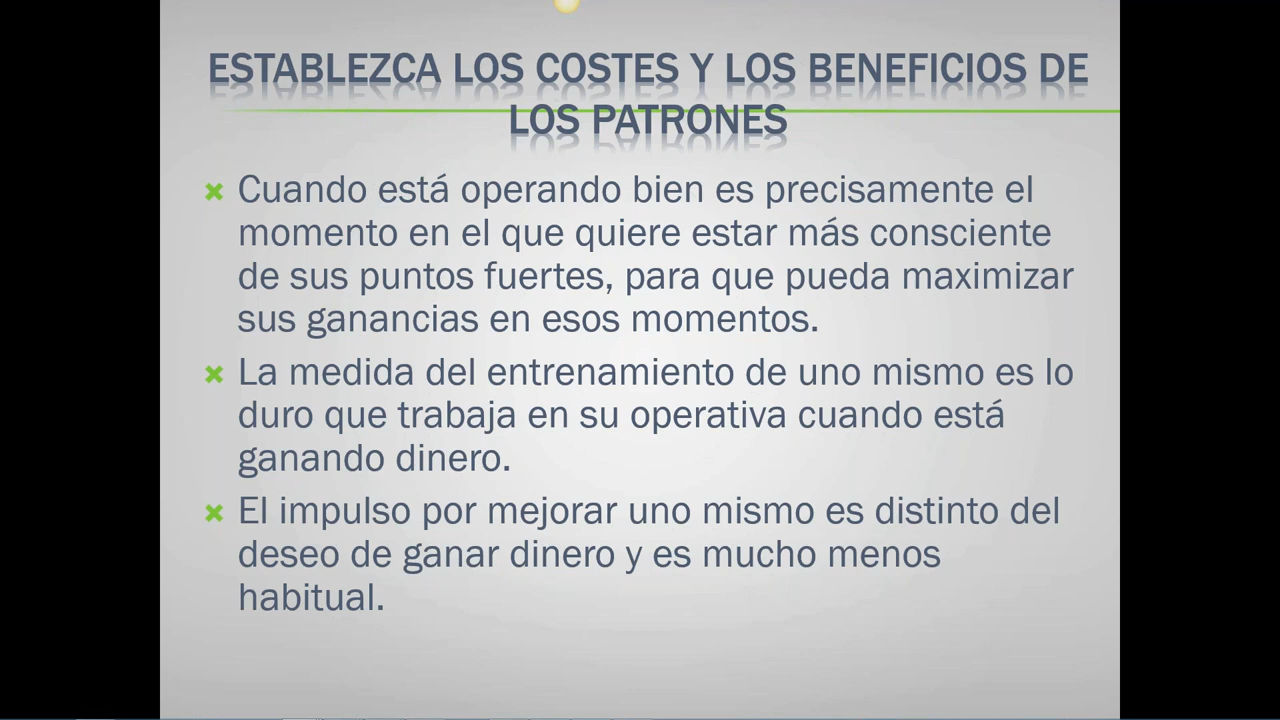 ESTABLEZCA LOS COSTES Y LOS BENEFICIOS DE
LOS PATRONES
Cuando está operando bien es precisamente el
momento en el que quiere estar más consciente
de sus puntos fuertes, para que pueda maximizar
sus ganancias en esos momentos.
La medida del entrenamiento de uno mismo es lo
duro que trabaja en su operativa cuando está
ganando dinero.
El impulso por mejorar uno mismo es distinto del
deseo de ganar dinero y es mucho menos
habitual.